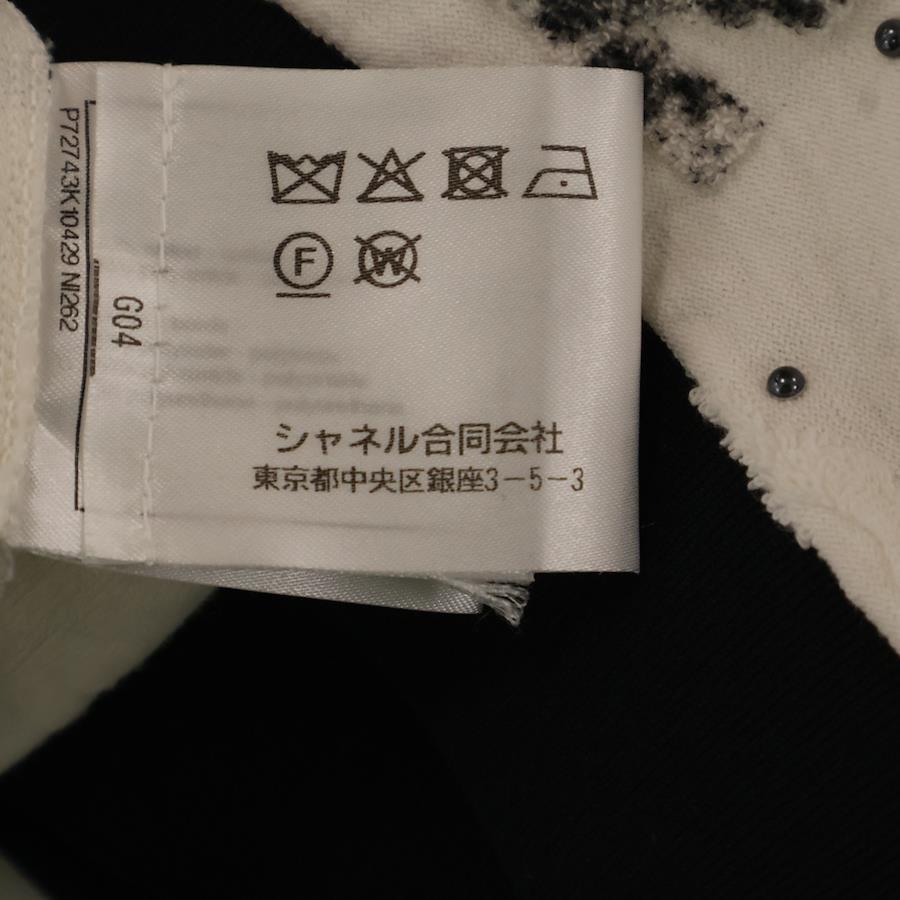 P72743K10429 NI262
G04
F
W
シャネル合同会社
東京都中央区銀座3-5-3